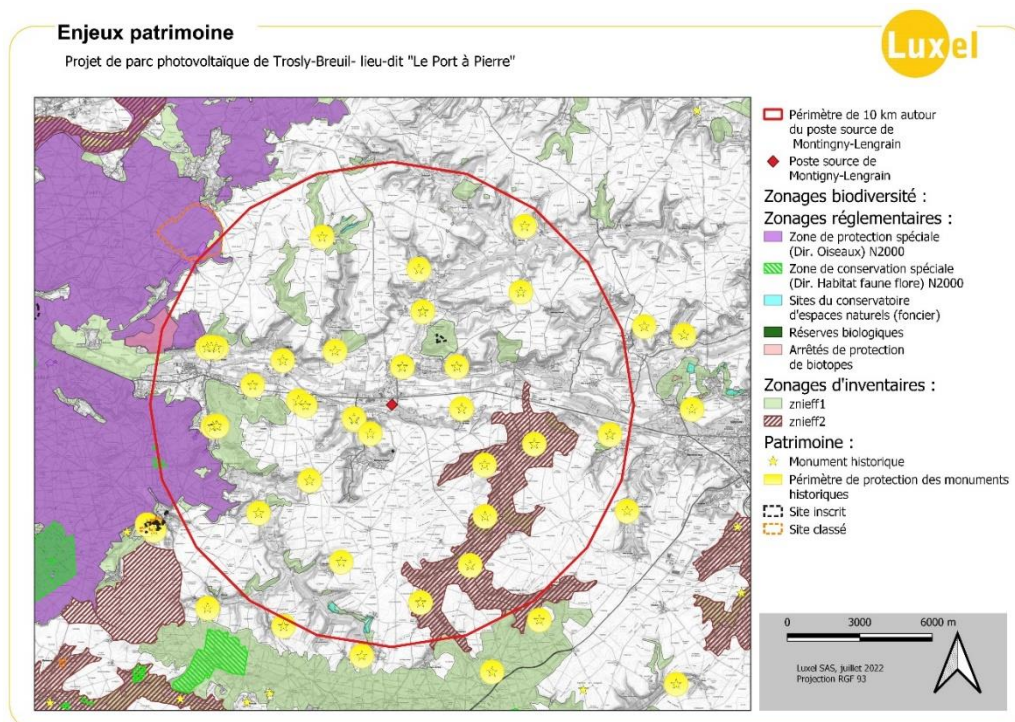 Enjeux patrimoine
Projet de parc photovoltaïque de Trosly-Breuil- lieu-dit "Le Port à Pierre"
Luxel
Périmètre de 10 km autour
du poste source de
Montingny-Lengrain
Poste source de
Montigny-Lengrain
Zonages biodiversité :
Zonages réglementaires :
Zone de protection spéciale
(Dir. Oiseaux) N2000
Zone de conservation spéciale
(Dir. Habitat faune flore) N2000
Sites du conservatoire
d'espaces naturels (foncier)
Réserves biologiques
Arrêtés de protection
de biotopes
Zonages d'inventaires :
znieff1
znieff2
Patrimoine :
Monument historique
Périmètre de protection des monuments
historiques
Site inscrit
Site classé
0 3000 6000 m
Luxel SAS, juillet 2022
Projection RGF 93